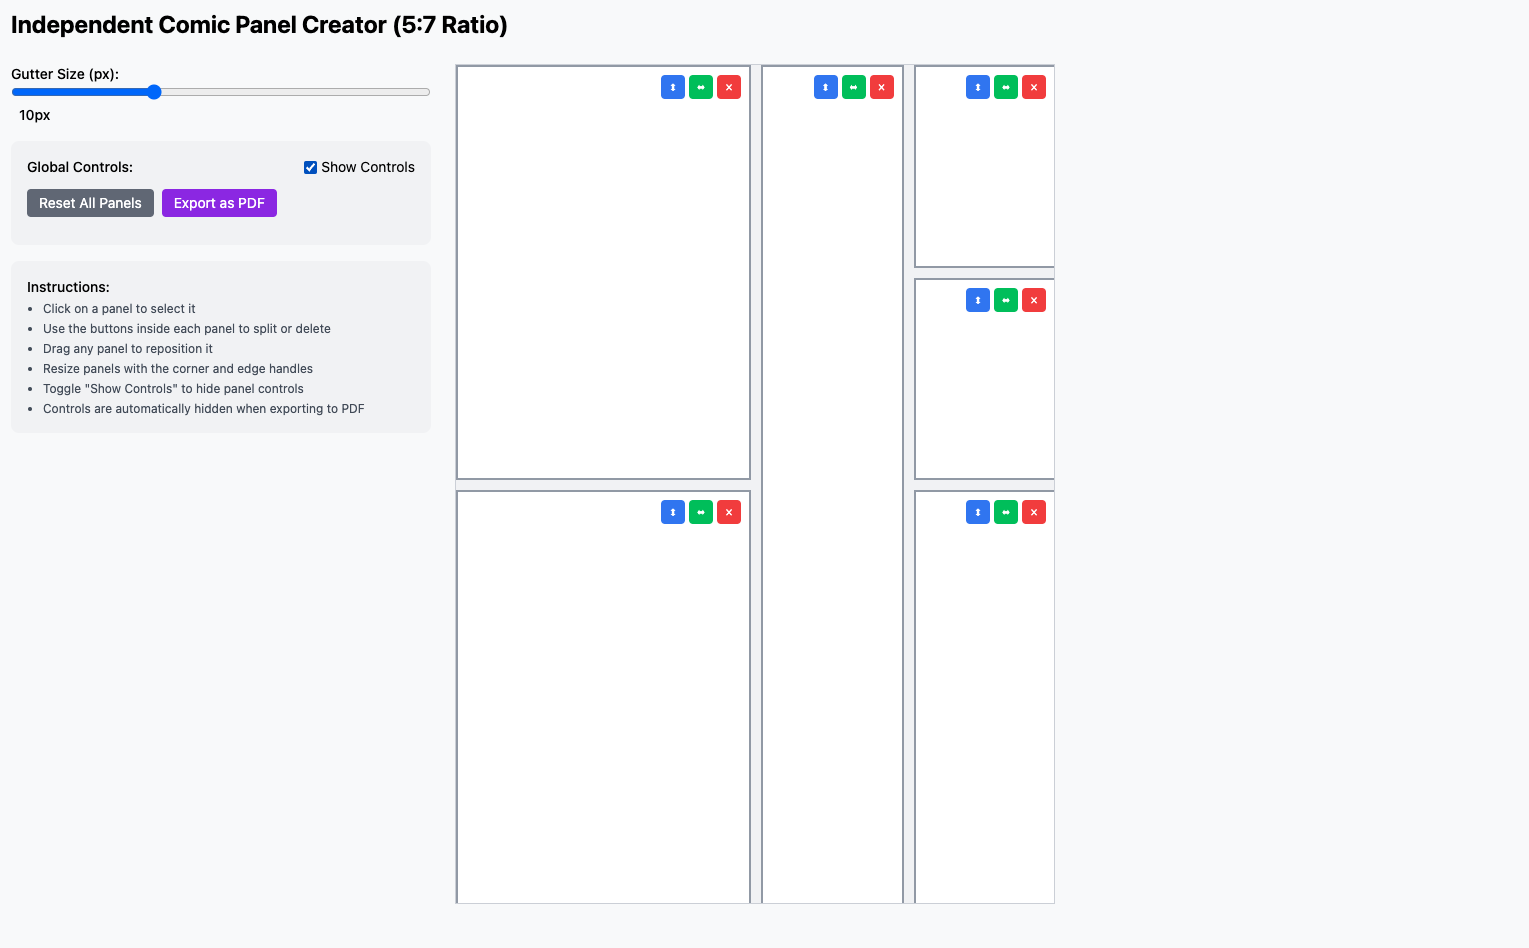 Independent Comic Panel Creator (5:7 Ratio)
Gutter Size (px):
10px
Global Controls:
Show Controls
Reset All Panels
Export as PDF
Instructions:
• Click on a panel to select it
• Use the buttons inside each panel to split or delete
• Drag any panel to reposition it
• Resize panels with the corner and edge handles
• Toggle "Show Controls" to hide panel controls
• Controls are automatically hidden when exporting to PDF